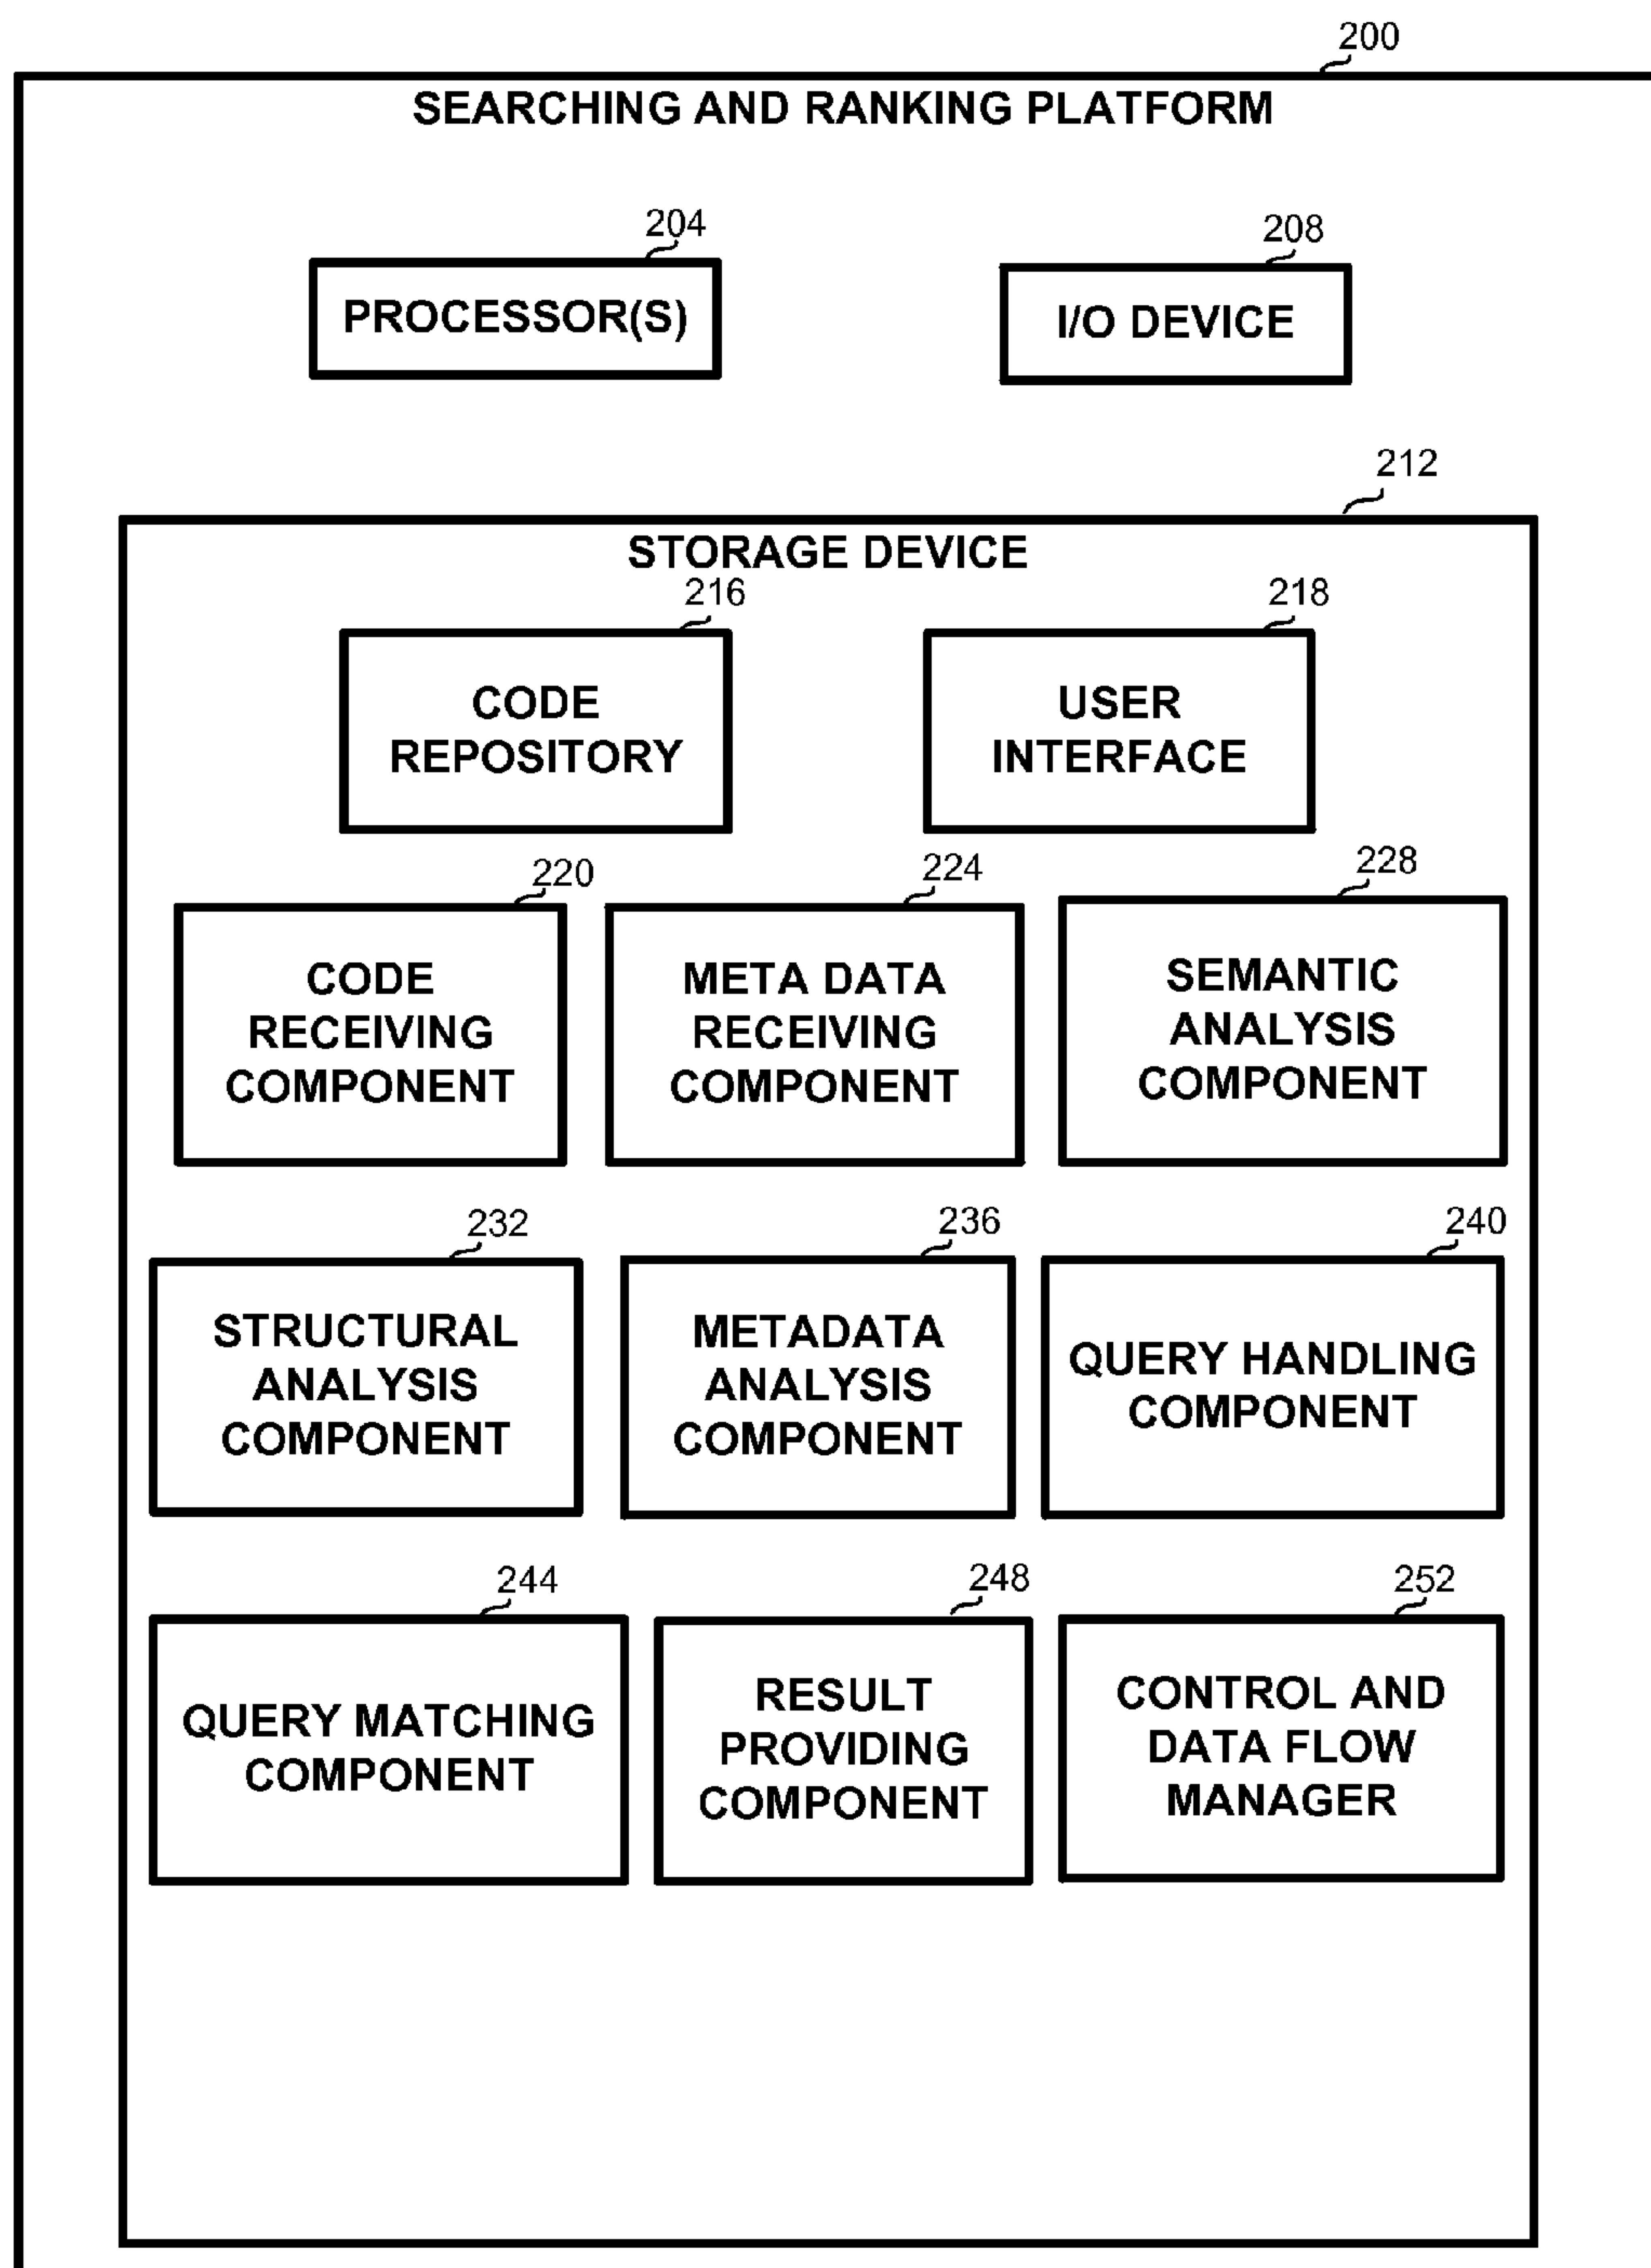 200
SEARCHING AND RANKING PLATFORM
204
PROCESSOR(S)
208
I/O DEVICE
212
STORAGE DEVICE
216
CODE
REPOSITORY
218
USER
INTERFACE
220
CODE
RECEIVING
COMPONENT
224
META DATA
RECEIVING
COMPONENT
228
SEMANTIC
ANALYSIS
COMPONENT
232
STRUCTURAL
ANALYSIS
COMPONENT
236
METADATA
ANALYSIS
COMPONENT
240
QUERY HANDLING
COMPONENT
244
QUERY MATCHING
COMPONENT
248
RESULT
PROVIDING
COMPONENT
252
CONTROL AND
DATA FLOW
MANAGER